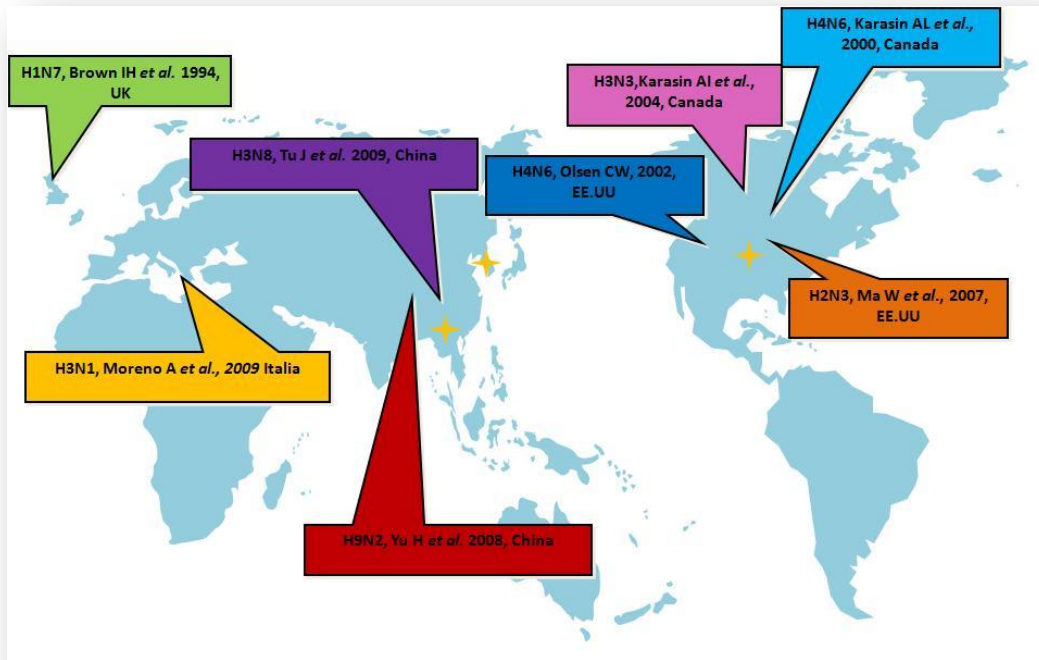 H4N6, Karasin AL et al.,
2000, Canada
H1N7, Brown IH et al. 1994,
UK
H3N3,Karasin AI et al.,
2004, Canada
H3N8, Tu J et al. 2009, China
H4N6, Olsen CW, 2002,
EE.UU
H2N3, Ma W et al., 2007,
EE.UU
H3N1, Moreno A et al., 2009 Italia
H9N2, Yu H et al. 2008, China